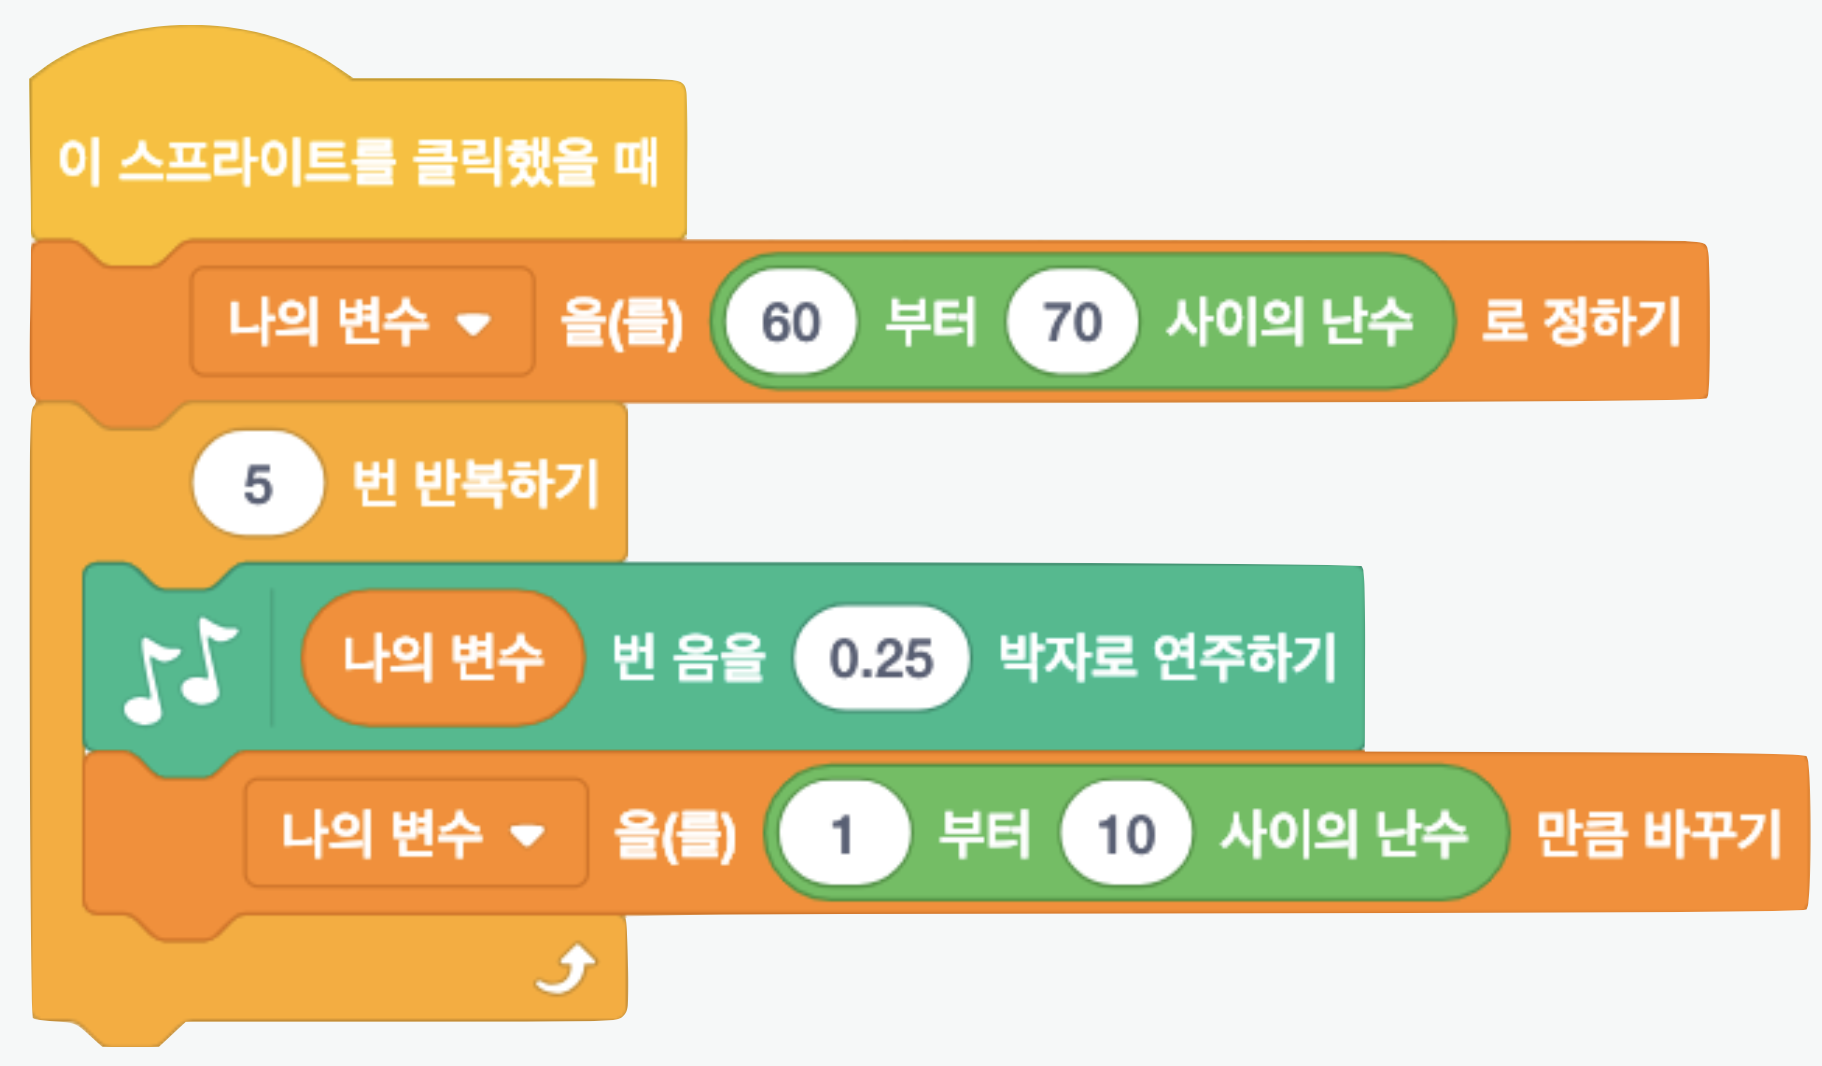 이 스프라이트를 클릭했을 때
나의 변수 을(를) 60 부터 70 사이의 난수 로 정하기
5 번 반복하기
나의 변수 번 음을 0.25 박자로 연주하기
나의 변수 을(를) 1 부터 10 사이의 난수 만큼 바꾸기